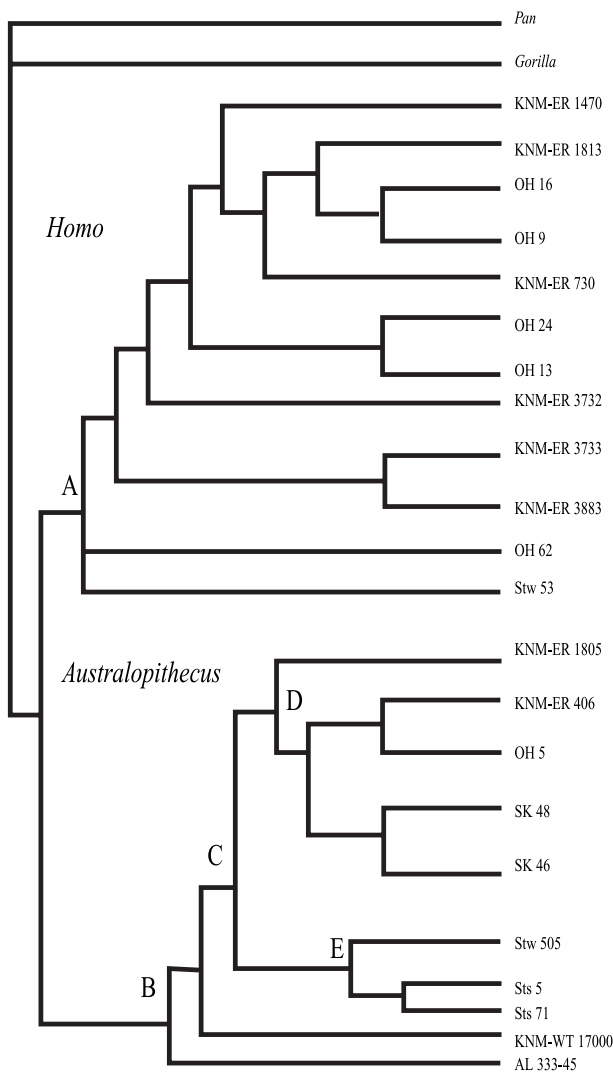 Pan
Gorilla
KNM-ER 1470
KNM-ER 1813
OH 16
Homo
OH 9
KNM-ER 730
OH 24
OH 13
KNM-ER 3732
KNM-ER 3733
A
KNM-ER 3883
OH 62
Stw 53
KNM-ER 1805
Australopithecus
D
KNM-ER 406
OH 5
SK 48
C
SK 46
Stw 505
E
B
Sts 5
Sts 71
KNM-WT 17000
AL 333-45